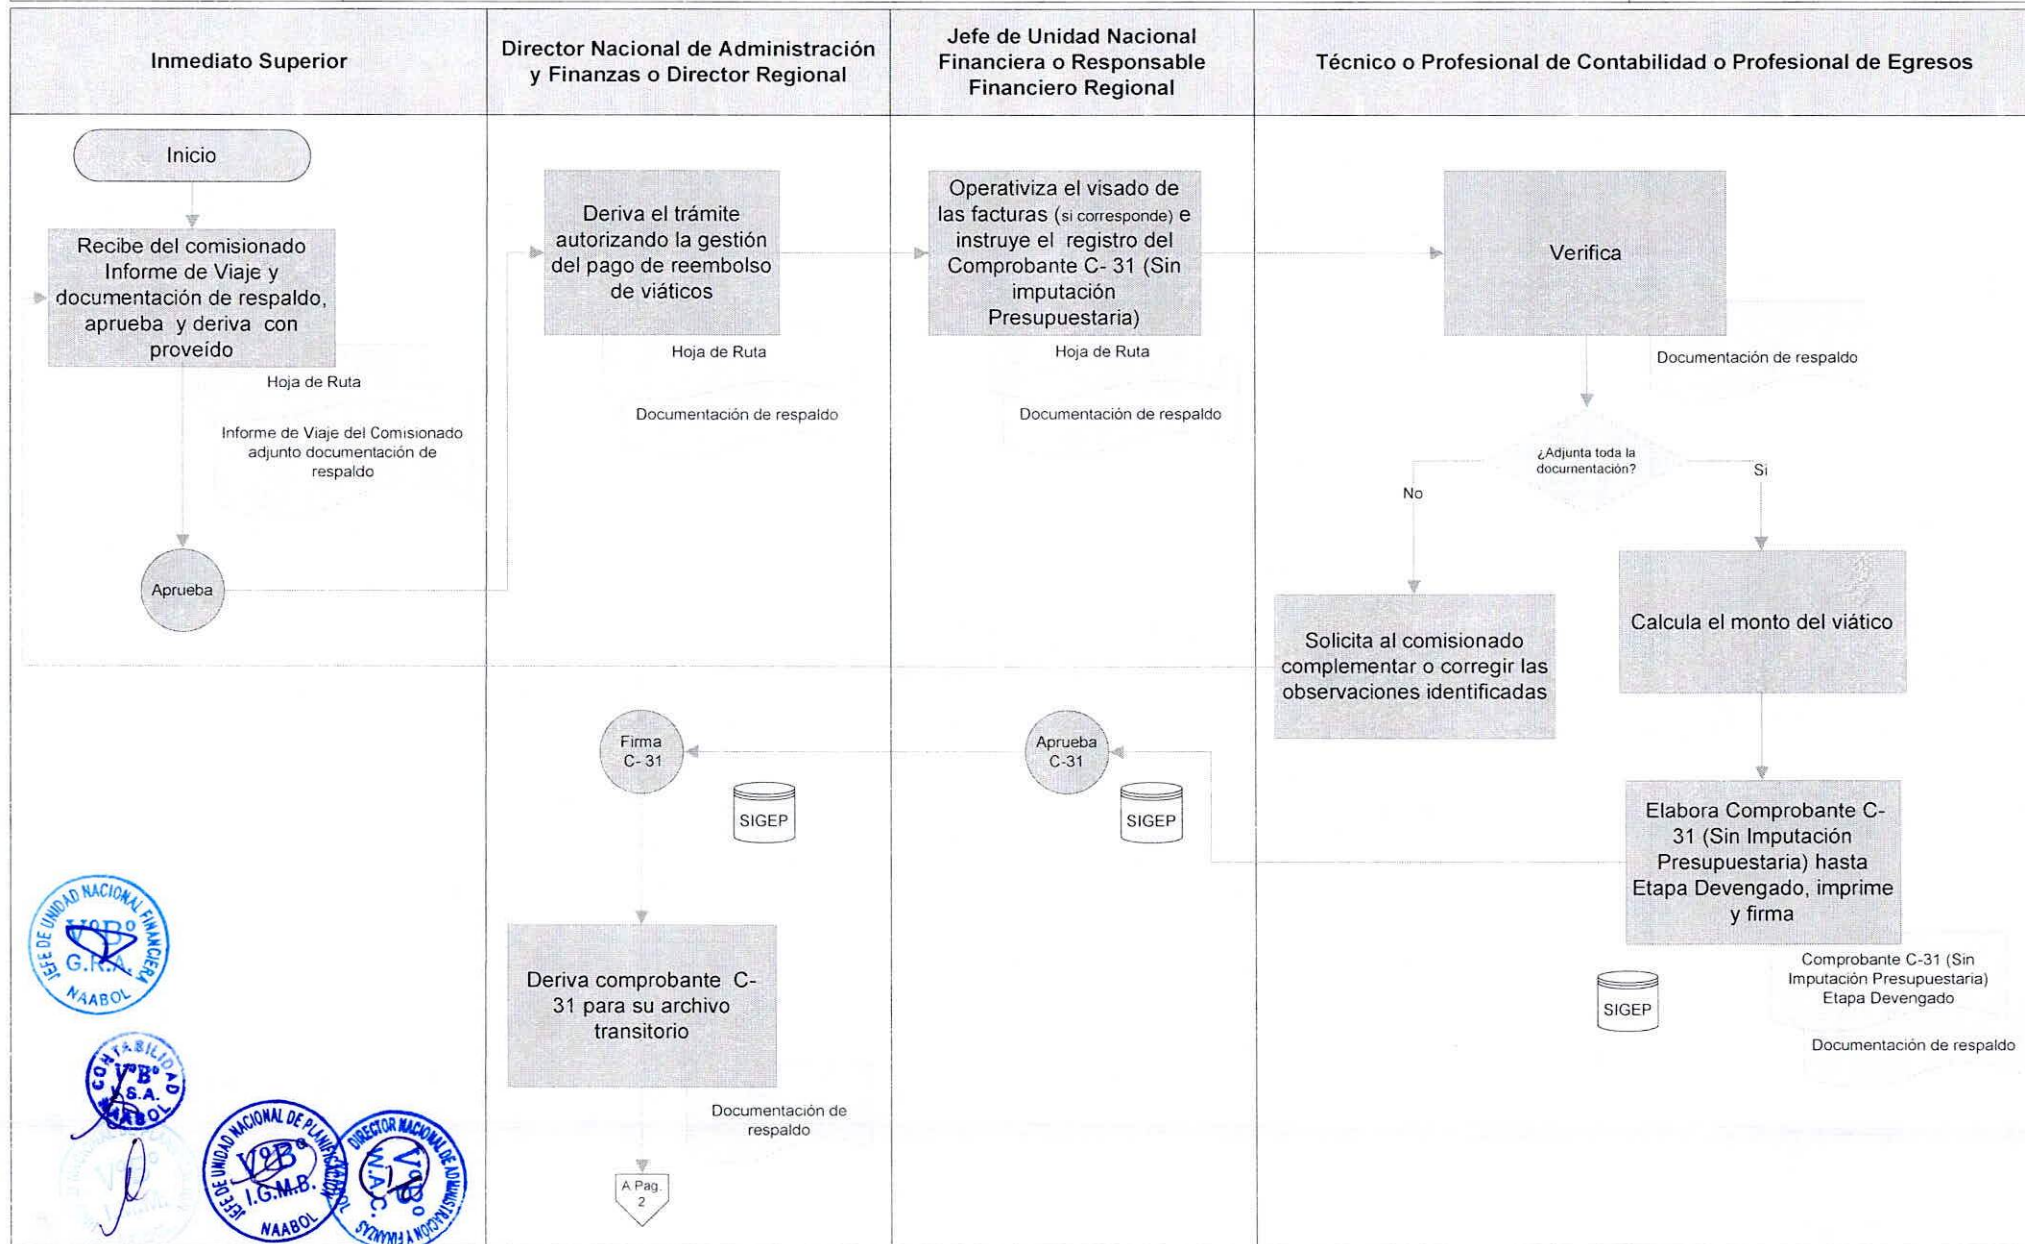 Inmediato Superior
Director Nacional de Administración
y Finanzas o Director Regional
Jefe de Unidad Nacional
Financiera o Responsable
Financiero Regional
Técnico o Profesional de Contabilidad o Profesional de Egresos
Inicio
Recibe del comisionado
Informe de Viaje y
documentación de respaldo,
aprueba y deriva con
proveído
Hoja de Ruta
Informe de Viaje del Comisionado
adjunto documentación de
respaldo
Aprueba
Deriva el trámite
autorizando la gestión
del pago de reembolso
de viáticos
Hoja de Ruta
Documentación de respaldo
Operativiza el visado de
las facturas (si corresponde) e
instruye el registro del
Comprobante C- 31 (Sin
imputación
Presupuestaria)
Hoja de Ruta
Documentación de respaldo
Verifica
Documentación de respaldo
¿Adjunta toda la
documentación?
No
Si
Solicita al comisionado
complementar o corregir las
observaciones identificadas
Calcula el monto del viático
Elabora Comprobante C-
31 (Sin Imputación
Presupuestaria) hasta
Etapa Devengado, imprime
y firma
Comprobante C-31 (Sin
Imputación Presupuestaria)
Etapa Devengado
Documentación de respaldo
SIGEP
Aprueba
C-31
SIGEP
Firma
C- 31
SIGEP
Deriva comprobante C-
31 para su archivo
transitorio
Documentación de
respaldo
A Pag.
2
JEFE DE UNIDAD NACIONAL FINANCIERA
VºBº
G.R.A.
NAABOL
CONTABILIDAD
VºBº
S.A.
NAABOL
JEFE DE UNIDAD NACIONAL DE PLANIFICACIÓN
VºBº
I.G.M.B.
NAABOL
DIRECTOR NACIONAL DE ADMINISTRACIÓN Y FINANZAS
VºBº
W.A.C.
NAABOL
VºBº